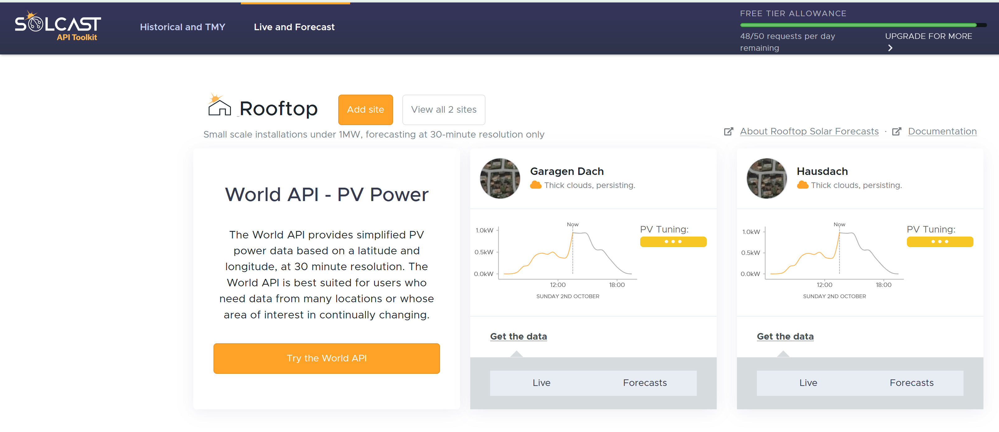 SOLCAST
API Toolkit
Historical and TMY
Live and Forecast
FREE TIER ALLOWANCE
48/50 requests per day
remaining
UPGRADE FOR MORE
Rooftop
Add site
View all 2 sites
Small scale installations under 1MW, forecasting at 30-minute resolution only
About Rooftop Solar Forecasts · Documentation
World API - PV Power
The World API provides simplified PV
power data based on a latitude and
longitude, at 30 minute resolution. The
World API is best suited for users who
need data from many locations or whose
area of interest in continually changing.
Try the World API
Garagen Dach
Thick clouds, persisting.
Now
1.0kW
0.5kW
0.0kW
12:00
18:00
SUNDAY 2ND OCTOBER
PV Tuning:
Get the data
Live
Forecasts
Hausdach
Thick clouds, persisting.
Now
1.0kW
0.5kW
0.0kW
12:00
18:00
SUNDAY 2ND OCTOBER
PV Tuning:
Get the data
Live
Forecasts